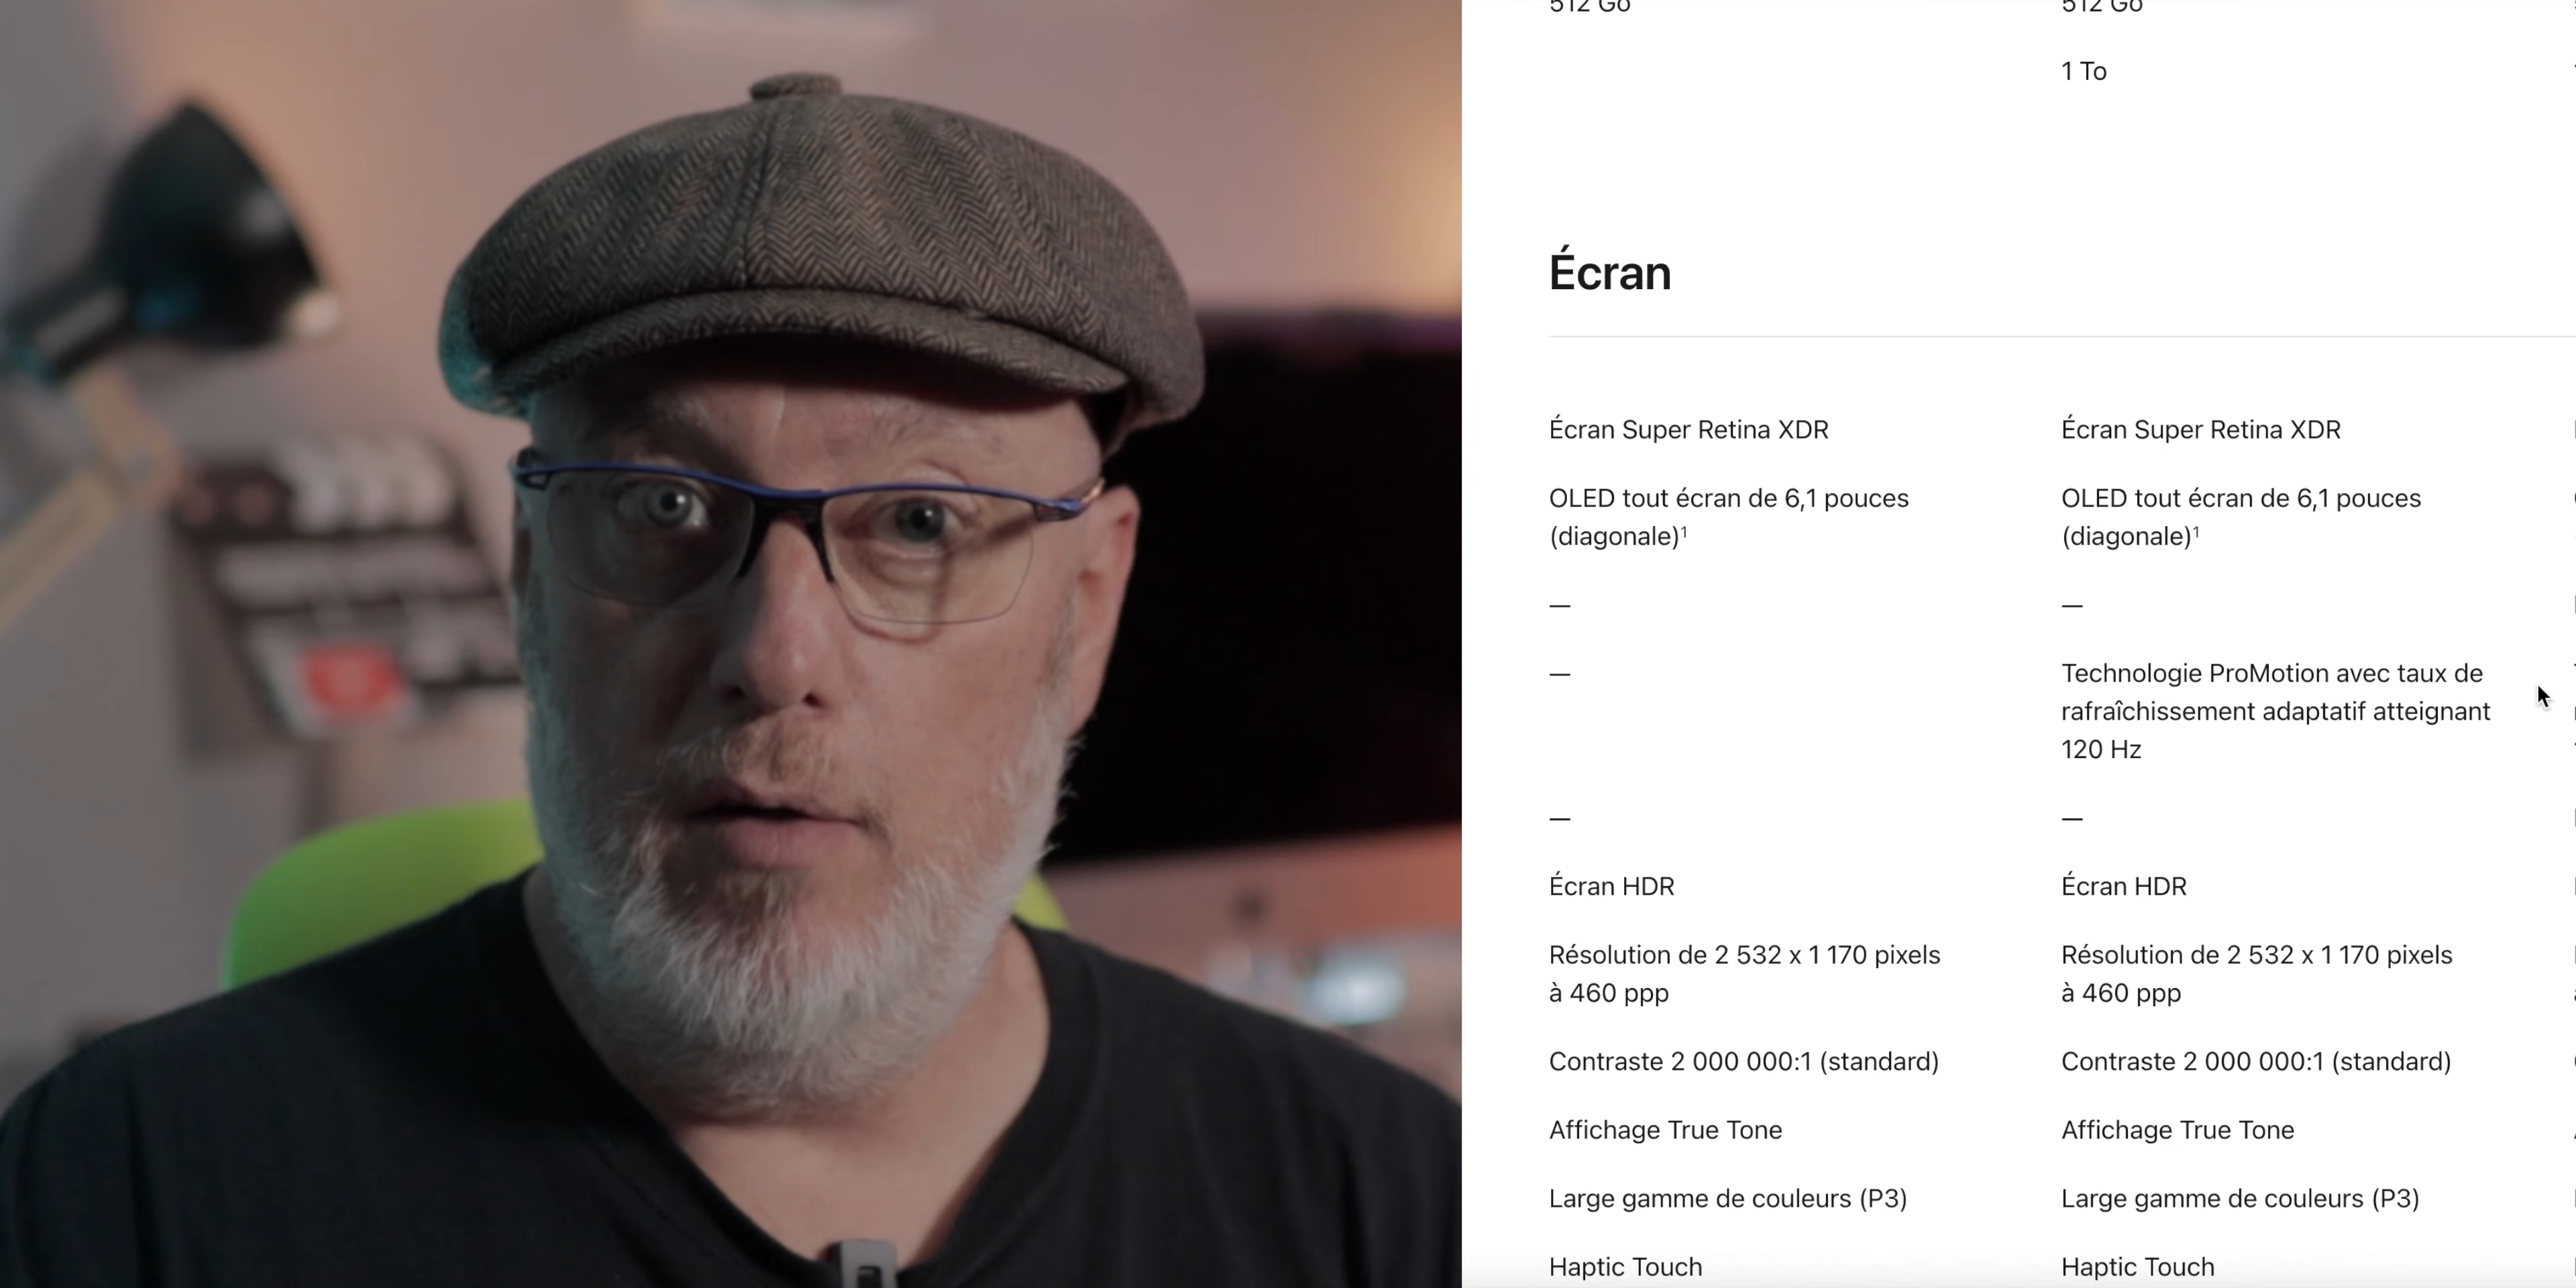 512 Go
512 Go
1 To
Écran
Écran Super Retina XDR
Écran Super Retina XDR
OLED tout écran de 6,1 pouces
(diagonale)¹
OLED tout écran de 6,1 pouces
(diagonale)¹
—
—
—
Technologie ProMotion avec taux de
rafraîchissement adaptatif atteignant
120 Hz
—
—
Écran HDR
Écran HDR
Résolution de 2 532 x 1 170 pixels
à 460 ppp
Résolution de 2 532 x 1 170 pixels
à 460 ppp
Contraste 2 000 000:1 (standard)
Contraste 2 000 000:1 (standard)
Affichage True Tone
Affichage True Tone
Large gamme de couleurs (P3)
Large gamme de couleurs (P3)
Haptic Touch
Haptic Touch